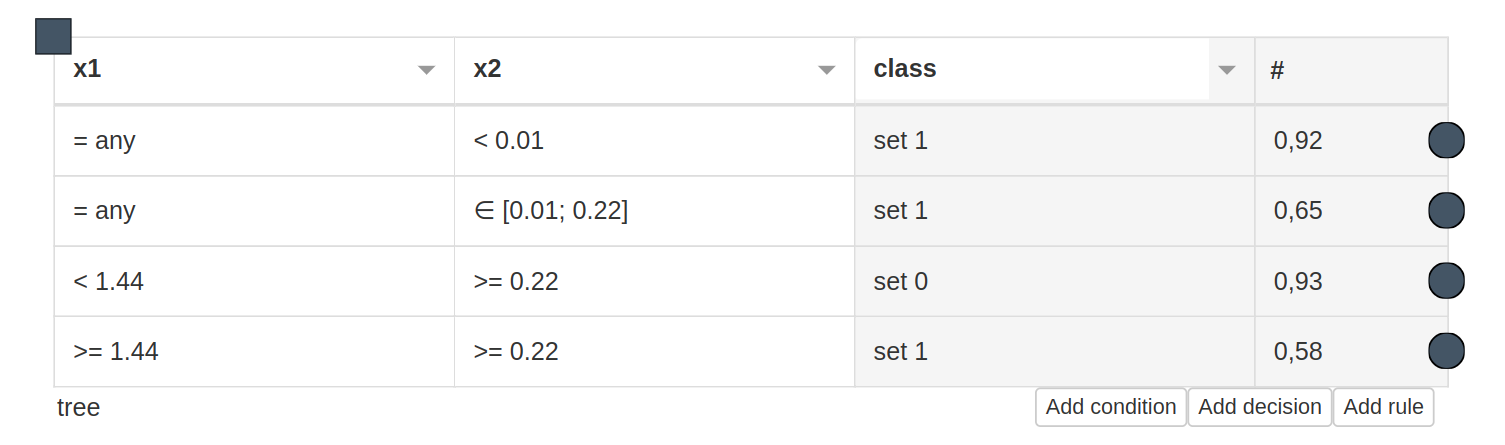 x1 x2 class #
= any < 0.01 set 1 0,92
= any ∈ [0.01; 0.22] set 1 0,65
< 1.44 >= 0.22 set 0 0,93
>= 1.44 >= 0.22 set 1 0,58
tree Add condition Add decision Add rule